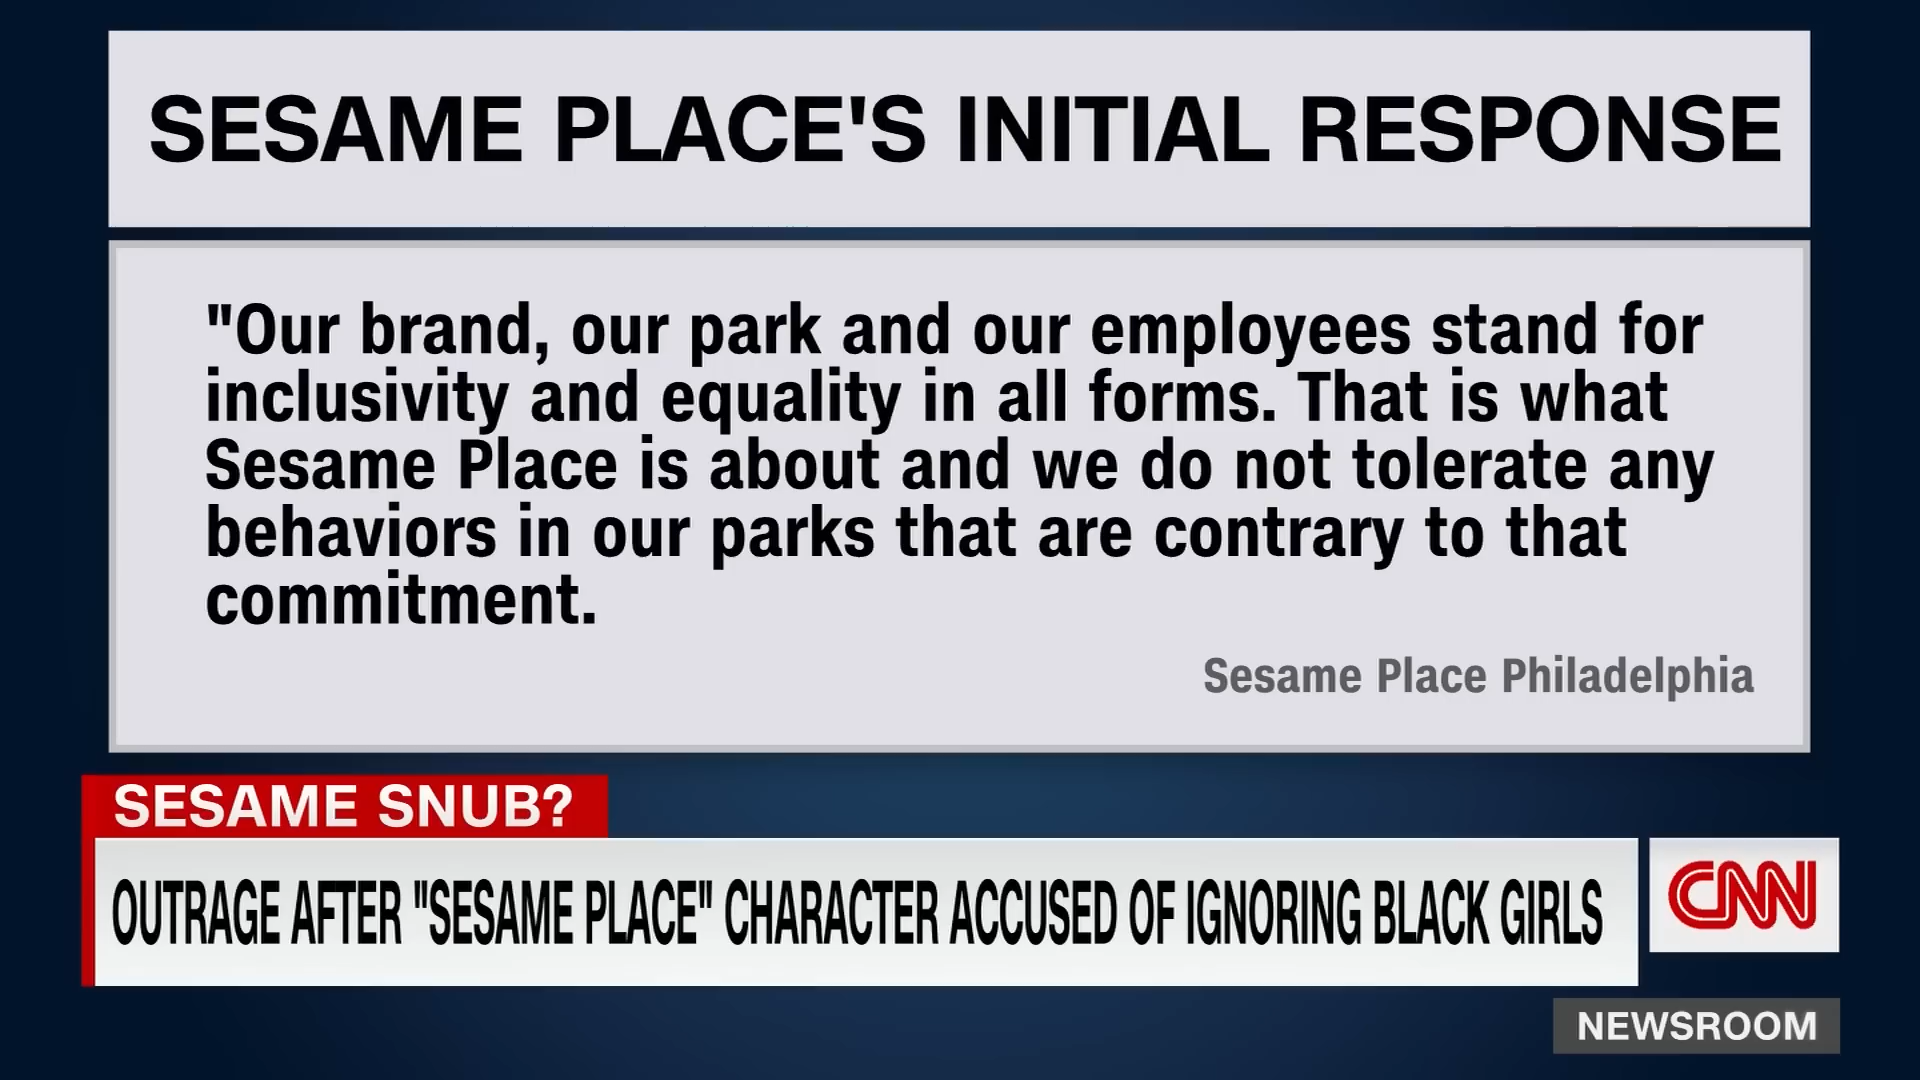 SESAME PLACE'S INITIAL RESPONSE
"Our brand, our park and our employees stand for
inclusivity and equality in all forms. That is what
Sesame Place is about and we do not tolerate any
behaviors in our parks that are contrary to that
commitment.
Sesame Place Philadelphia
SESAME SNUB?
OUTRAGE AFTER "SESAME PLACE" CHARACTER ACCUSED OF IGNORING BLACK GIRLS
CNN
NEWSROOM